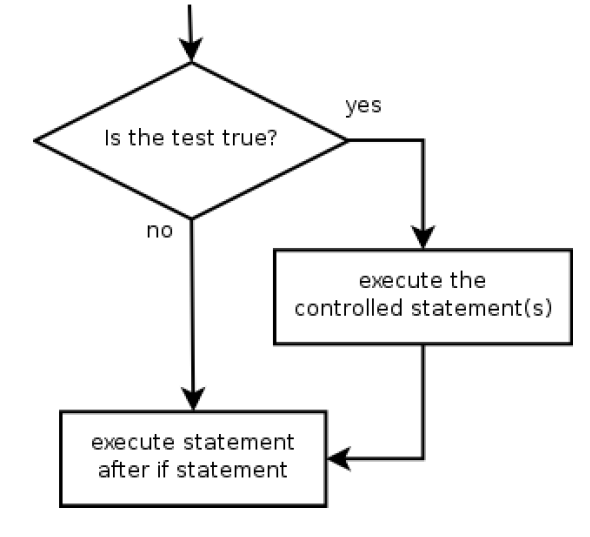 Is the test true?
yes
no
execute the
controlled statement(s)
execute statement
after if statement